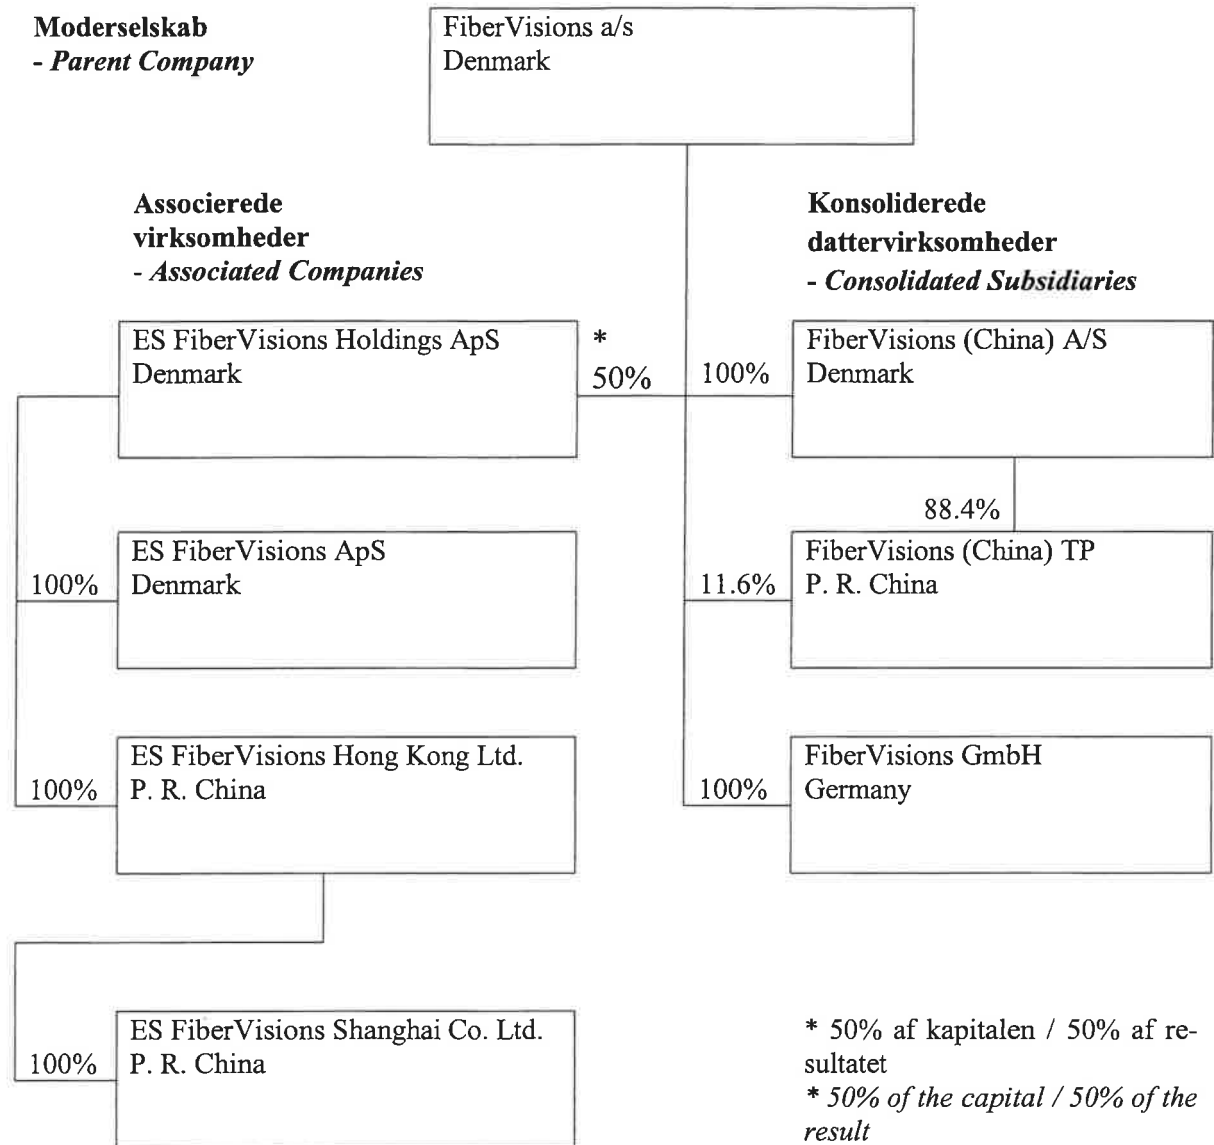 Moderselskab
- Parent Company
FiberVisions a/s
Denmark
Associerede
virksomheder
- Associated Companies
Konsoliderede
dattervirksomheder
- Consolidated Subsidiaries
ES FiberVisions Holdings ApS
Denmark
*
50%
100%
FiberVisions (China) A/S
Denmark
88.4%
100%
ES FiberVisions ApS
Denmark
11.6%
FiberVisions (China) TP
P. R. China
100%
ES FiberVisions Hong Kong Ltd.
P. R. China
100%
FiberVisions GmbH
Germany
100%
ES FiberVisions Shanghai Co. Ltd.
P. R. China
* 50% af kapitalen / 50% af re-
sultatet
* 50% of the capital / 50% of the
result